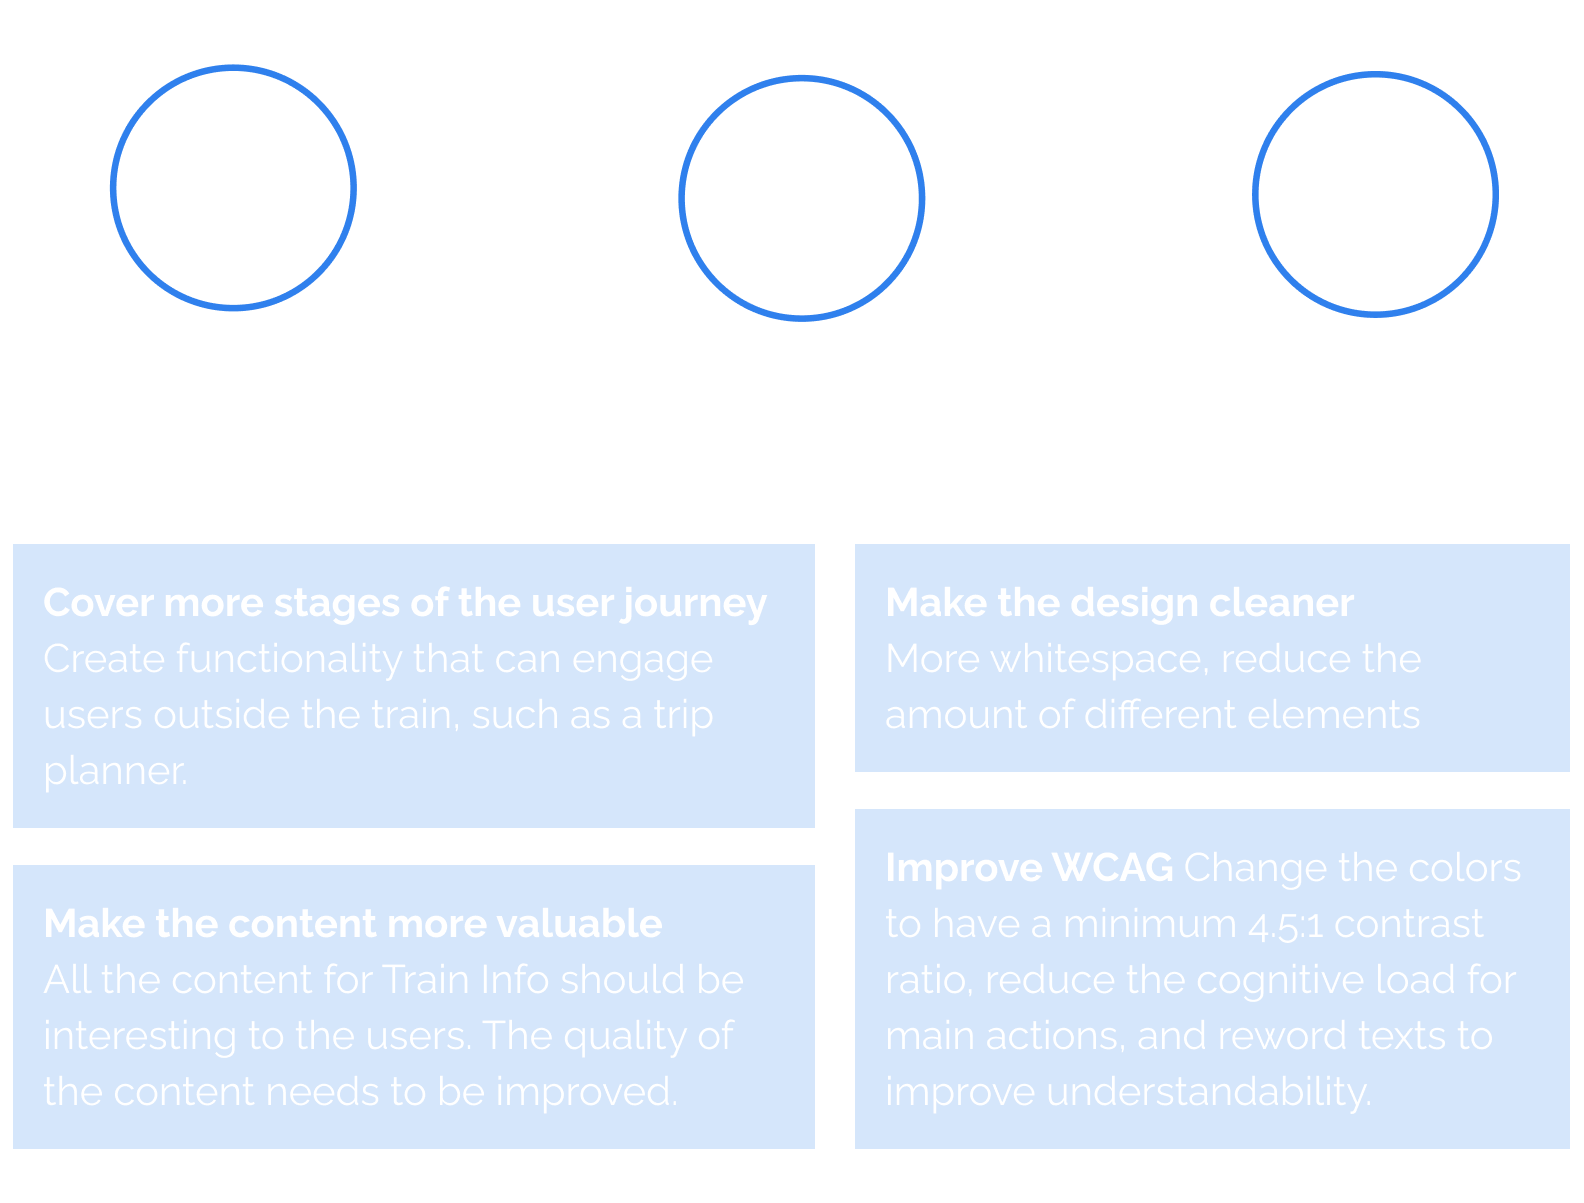 Cover more stages of the user journey
Create functionality that can engage
users outside the train, such as a trip
planner.
Make the content more valuable
All the content for Train Info should be
interesting to the users. The quality of
the content needs to be improved.
Make the design cleaner
More whitespace, reduce the
amount of different elements
Improve WCAG Change the colors
to have a minimum 4.5:1 contrast
ratio, reduce the cognitive load for
main actions, and reword texts to
improve understandability.